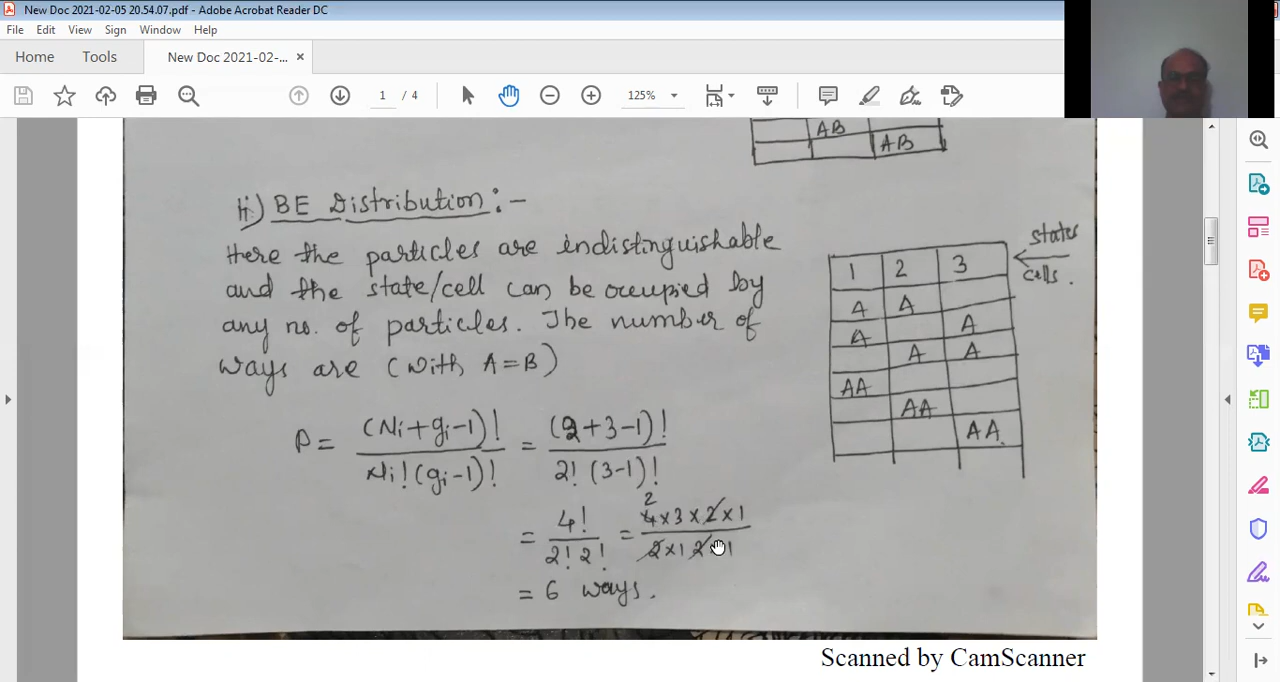 New Doc 2021-02-05 20.54.07.pdf - Adobe Acrobat Reader DC
File Edit View Sign Window Help
Home Tools New Doc 2021-02-... ×
1 / 4 125%
AB
AB
ii) BE Distribution :-
Here the particles are indistinguishable
and the state/cell can be occupied by
any no. of particles. The number of
ways are (with A=B)
P = (Ni+gi-1)! / Ni!(gi-1)! = (2+3-1)! / 2! (3-1)!
= 4! / 2! 2! = 4×3×2×1 / 2×1 2 1
2
= 6 ways.
states
cells.
1 2 3
A A
A A
A A
AA
AA
AA
Scanned by CamScanner